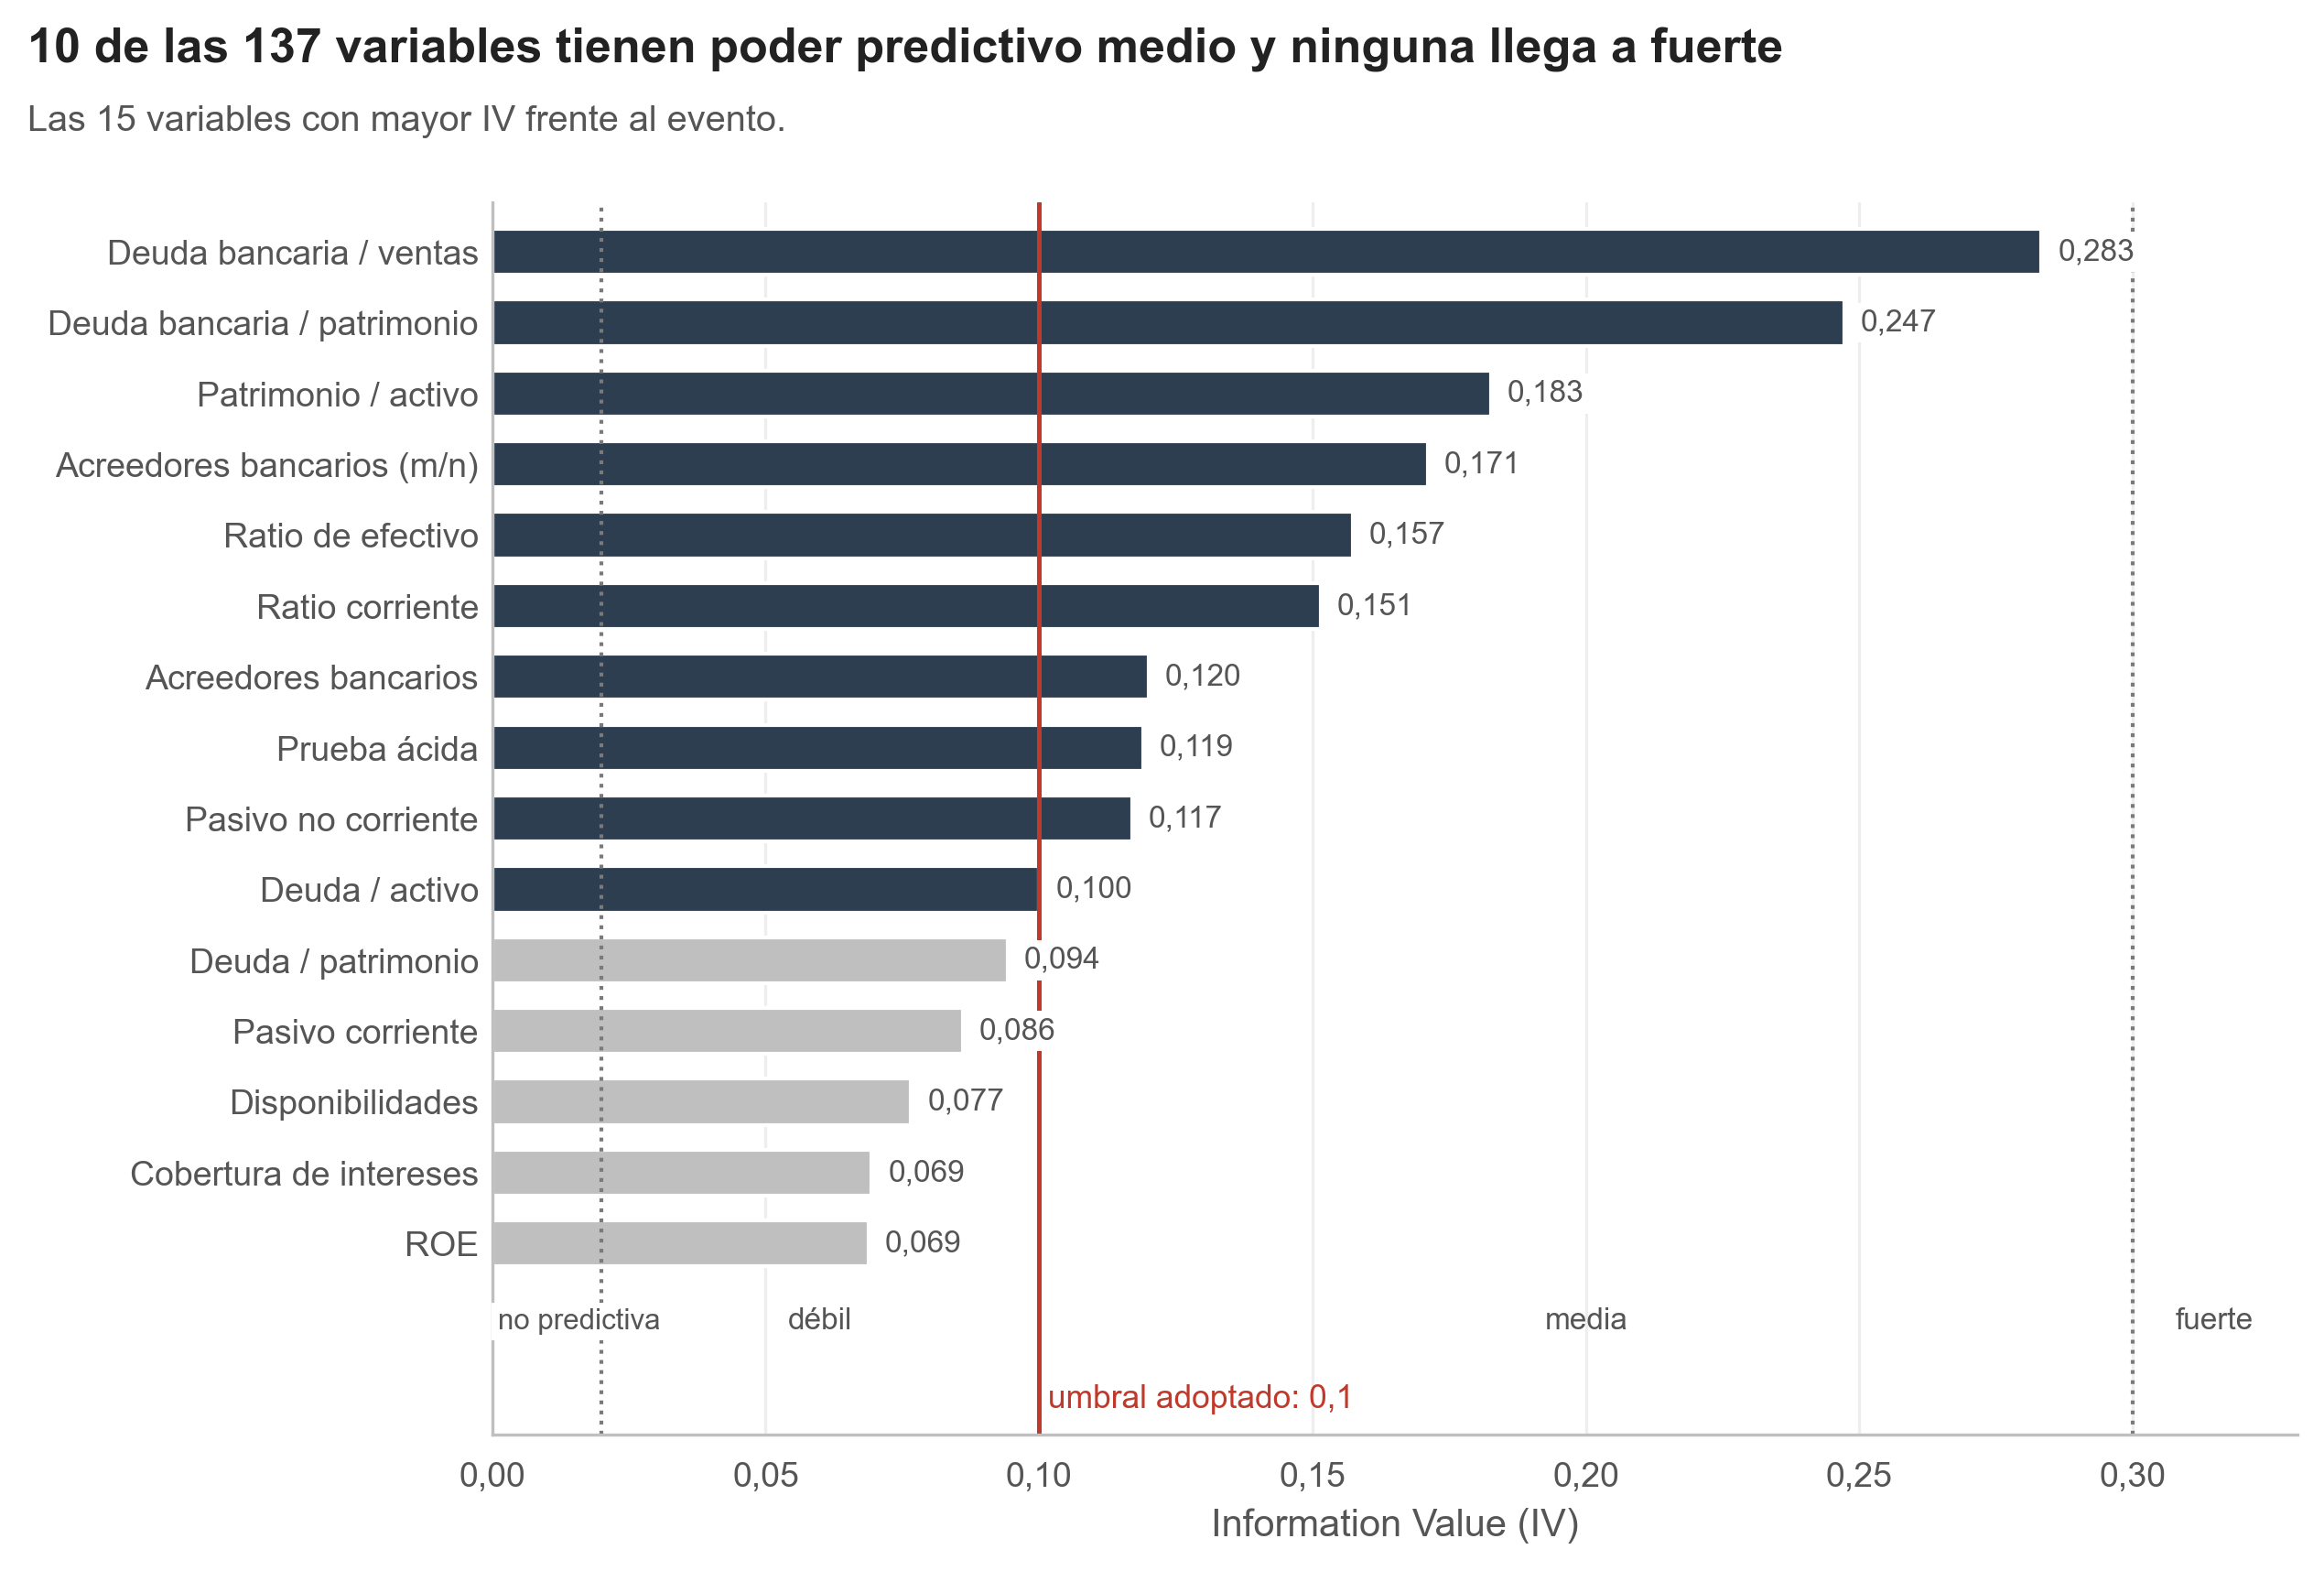 10 de las 137 variables tienen poder predictivo medio y ninguna llega a fuerte
Las 15 variables con mayor IV frente al evento.
Deuda bancaria / ventas 0,283
Deuda bancaria / patrimonio 0,247
Patrimonio / activo 0,183
Acreedores bancarios (m/n) 0,171
Ratio de efectivo 0,157
Ratio corriente 0,151
Acreedores bancarios 0,120
Prueba ácida 0,119
Pasivo no corriente 0,117
Deuda / activo 0,100
Deuda / patrimonio 0,094
Pasivo corriente 0,086
Disponibilidades 0,077
Cobertura de intereses 0,069
ROE 0,069
no predictiva débil media fuerte
umbral adoptado: 0,1
0,00 0,05 0,10 0,15 0,20 0,25 0,30
Information Value (IV)